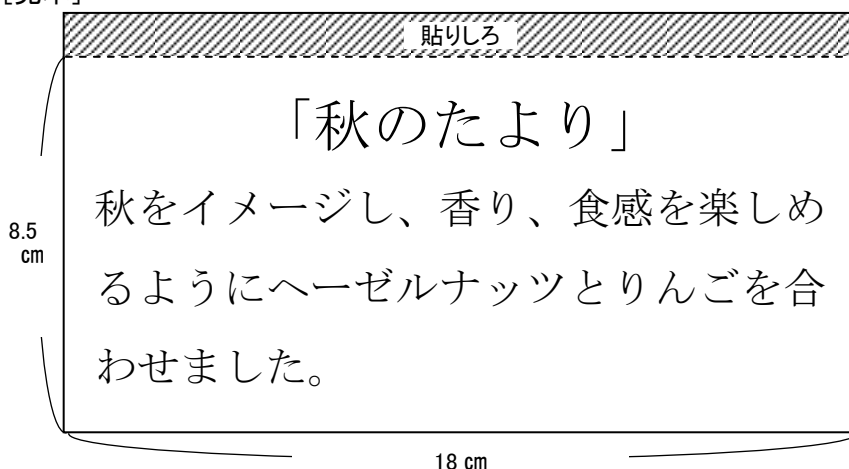 貼りしろ
「秋のたより」
秋をイメージし、香り、食感を楽しめ
るようにヘーゼルナッツとりんごを合
わせました。
8.5
cm
18 cm